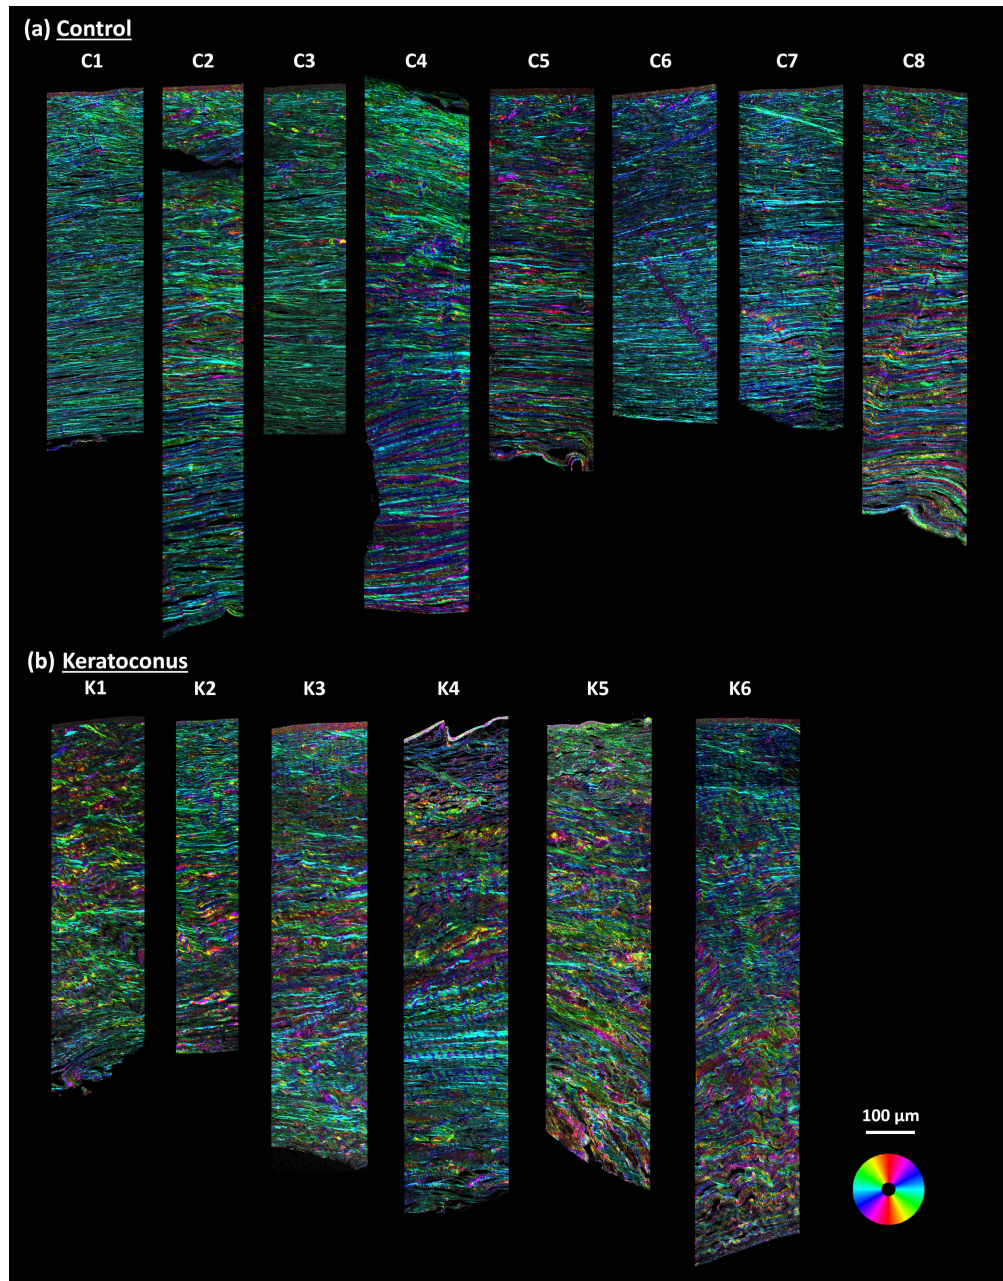 (a) Control
C1 C2 C3 C4 C5 C6 C7 C8
(b) Keratoconus
K1 K2 K3 K4 K5 K6
100 µm